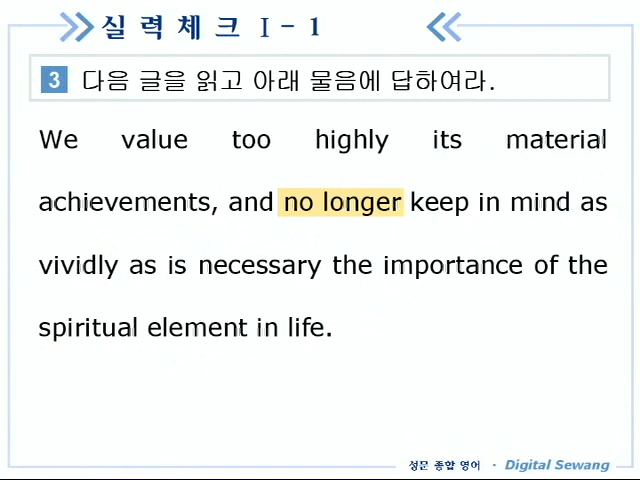 실력체크 I - 1
3 다음 글을 읽고 아래 물음에 답하여라.
We value too highly its material
achievements, and no longer keep in mind as
vividly as is necessary the importance of the
spiritual element in life.
성문 종합 영어 · Digital Sewang